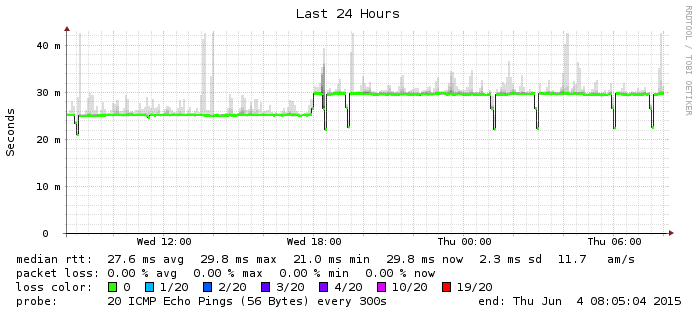 Last 24 Hours
RRDTOOL / TOBI OETIKER
Seconds
40 m
30 m
20 m
10 m
0
Wed 12:00 Wed 18:00 Thu 00:00 Thu 06:00
median rtt: 27.6 ms avg 29.8 ms max 21.0 ms min 29.8 ms now 2.3 ms sd 11.7 am/s
packet loss: 0.00 % avg 0.00 % max 0.00 % min 0.00 % now
loss color: 0 1/20 2/20 3/20 4/20 10/20 19/20
probe: 20 ICMP Echo Pings (56 Bytes) every 300s end: Thu Jun 4 08:05:04 2015